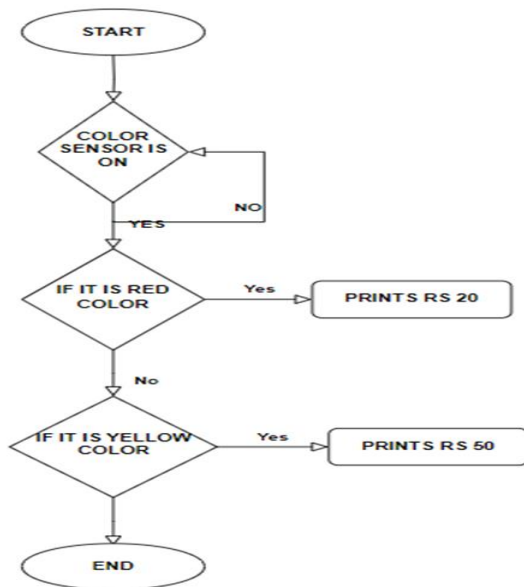 START
COLOR
SENSOR IS
ON
NO
YES
IF IT IS RED
COLOR
Yes
PRINTS RS 20
No
IF IT IS YELLOW
COLOR
Yes
PRINTS RS 50
END